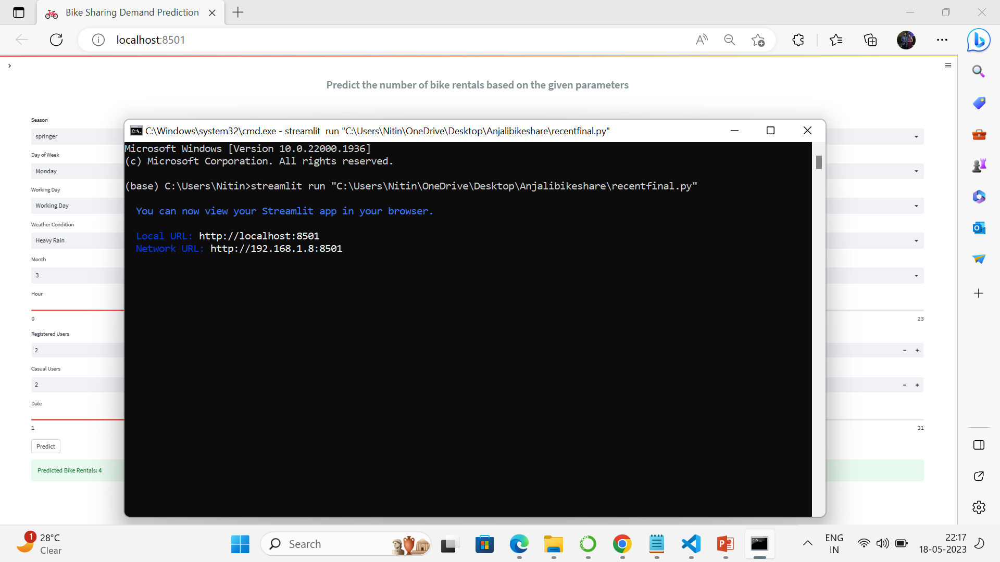 Bike Sharing Demand Prediction
localhost:8501
Predict the number of bike rentals based on the given parameters
Season
springer
Day of Week
Monday
Working Day
Working Day
Weather Condition
Heavy Rain
Month
3
Hour
0
23
Registered Users
2
Casual Users
2
Date
1
31
Predict
Predicted Bike Rentals: 4
C:\Windows\system32\cmd.exe - streamlit  run "C:\Users\Nitin\OneDrive\Desktop\Anjalibikeshare\recentfinal.py"
Microsoft Windows [Version 10.0.22000.1936]
(c) Microsoft Corporation. All rights reserved.
(base) C:\Users\Nitin>streamlit run "C:\Users\Nitin\OneDrive\Desktop\Anjalibikeshare\recentfinal.py"
You can now view your Streamlit app in your browser.
Local URL: http://localhost:8501
Network URL: http://192.168.1.8:8501
1
28°C
Clear
Search
ENG
IN
22:17
18-05-2023